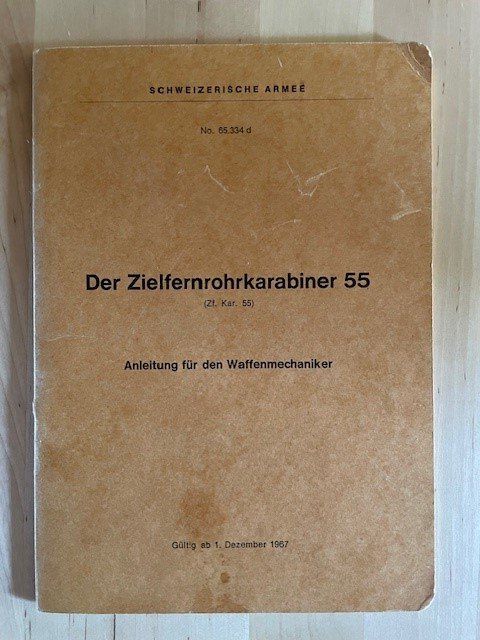 SCHWEIZERISCHE ARMEE
No. 65.334 d
Der Zielfernrohrkarabiner 55
(Zf. Kar. 55)
Anleitung für den Waffenmechaniker
Gültig ab 1. Dezember 1967